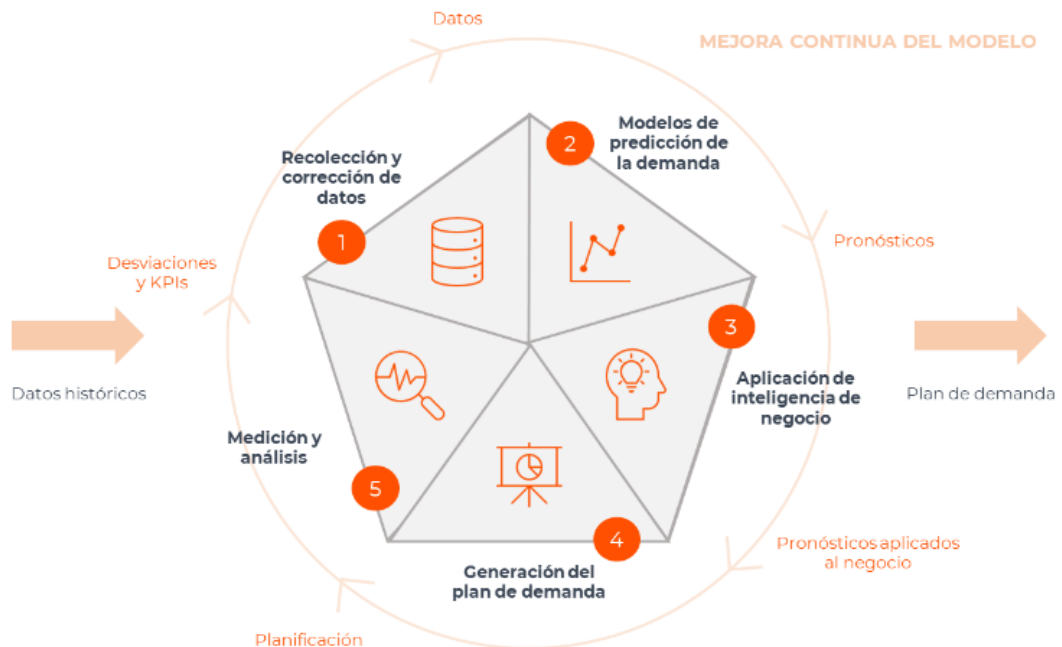 Datos
MEJORA CONTINUA DEL MODELO
2
Modelos de
predicción de
la demanda
Recolección y
corrección de
datos
1
Pronósticos
Desviaciones
y KPIs
3
Datos históricos
Aplicación de
inteligencia de
negocio
Plan de demanda
Medición y
análisis
5
4
Pronósticos aplicados
al negocio
Generación del
plan de demanda
Planificación